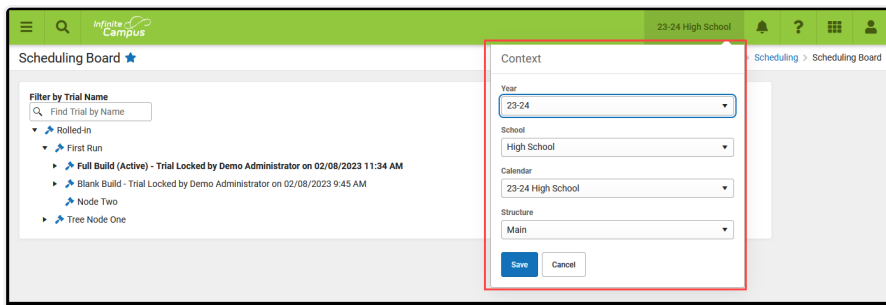 Infinite Campus
23-24 High School
?
Scheduling Board
Scheduling > Scheduling Board
Context
Year
23-24
School
High School
Calendar
23-24 High School
Structure
Main
Save
Cancel
Filter by Trial Name
Find Trial by Name
Rolled-in
First Run
Full Build (Active) - Trial Locked by Demo Administrator on 02/08/2023 11:34 AM
Blank Build - Trial Locked by Demo Administrator on 02/08/2023 9:45 AM
Node Two
Tree Node One